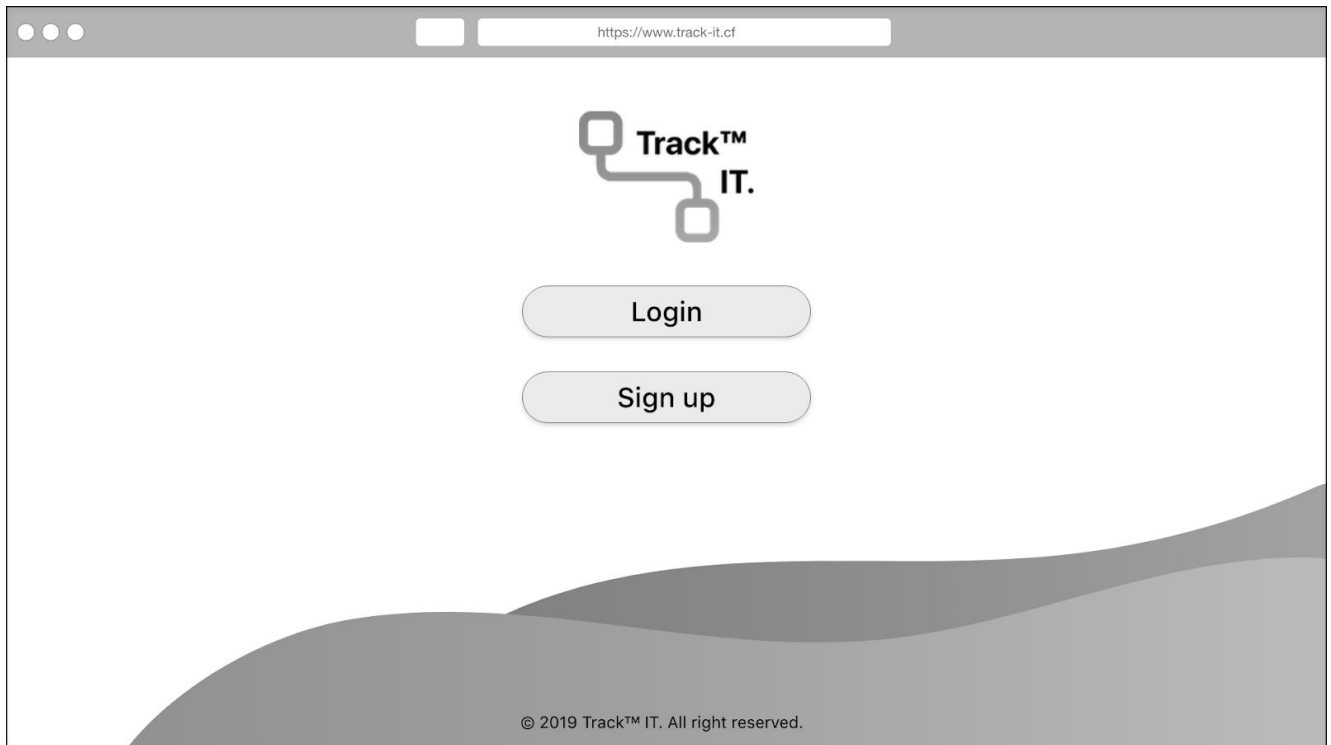 https://www.track-it.cf
Track™
IT.
Login
Sign up
© 2019 Track™ IT. All right reserved.